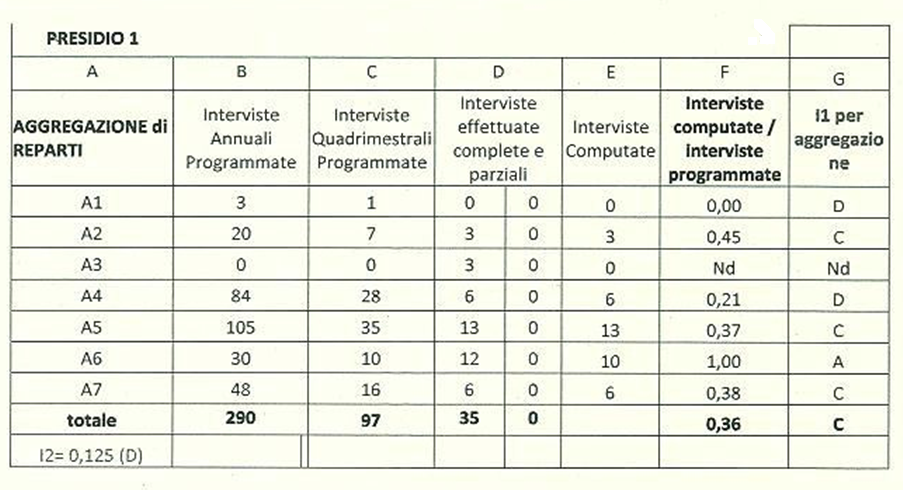 PRESIDIO 1
A B C D E F G
AGGREGAZIONE di REPARTI Interviste Annuali Programmate Interviste Quadrimestrali Programmate Interviste effettuate complete e parziali Interviste Computate Interviste computate / interviste programmate I1 per aggregazio ne
A1 3 1 0 0 0 0,00 D
A2 20 7 3 0 3 0,45 C
A3 0 0 3 0 0 Nd Nd
A4 84 28 6 0 6 0,21 D
A5 105 35 13 0 13 0,37 C
A6 30 10 12 0 10 1,00 A
A7 48 16 6 0 6 0,38 C
totale 290 97 35 0 0,36 C
I2= 0,125 (D)